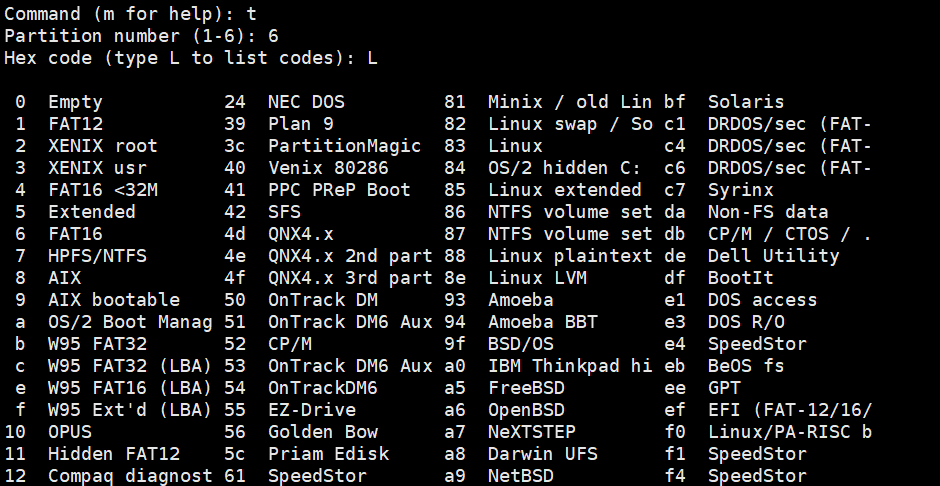 Command (m for help): t
Partition number (1-6): 6
Hex code (type L to list codes): L
 0  Empty           24  NEC DOS         81  Minix / old Lin bf  Solaris
 1  FAT12           39  Plan 9          82  Linux swap / So c1  DRDOS/sec (FAT-
 2  XENIX root      3c  PartitionMagic  83  Linux           c4  DRDOS/sec (FAT-
 3  XENIX usr       40  Venix 80286     84  OS/2 hidden C:  c6  DRDOS/sec (FAT-
 4  FAT16 <32M      41  PPC PReP Boot   85  Linux extended  c7  Syrinx
 5  Extended        42  SFS             86  NTFS volume set da  Non-FS data
 6  FAT16           4d  QNX4.x          87  NTFS volume set db  CP/M / CTOS / .
 7  HPFS/NTFS       4e  QNX4.x 2nd part 88  Linux plaintext de  Dell Utility
 8  AIX             4f  QNX4.x 3rd part 8e  Linux LVM       df  BootIt
 9  AIX bootable    50  OnTrack DM      93  Amoeba          e1  DOS access
 a  OS/2 Boot Manag 51  OnTrack DM6 Aux 94  Amoeba BBT      e3  DOS R/O
 b  W95 FAT32       52  CP/M            9f  BSD/OS          e4  SpeedStor
 c  W95 FAT32 (LBA) 53  OnTrack DM6 Aux a0  IBM Thinkpad hi eb  BeOS fs
 e  W95 FAT16 (LBA) 54  OnTrackDM6      a5  FreeBSD         ee  GPT
 f  W95 Ext'd (LBA) 55  EZ-Drive        a6  OpenBSD         ef  EFI (FAT-12/16/
10  OPUS            56  Golden Bow      a7  NeXTSTEP        f0  Linux/PA-RISC b
11  Hidden FAT12    5c  Priam Edisk     a8  Darwin UFS      f1  SpeedStor
12  Compaq diagnost 61  SpeedStor       a9  NetBSD          f4  SpeedStor